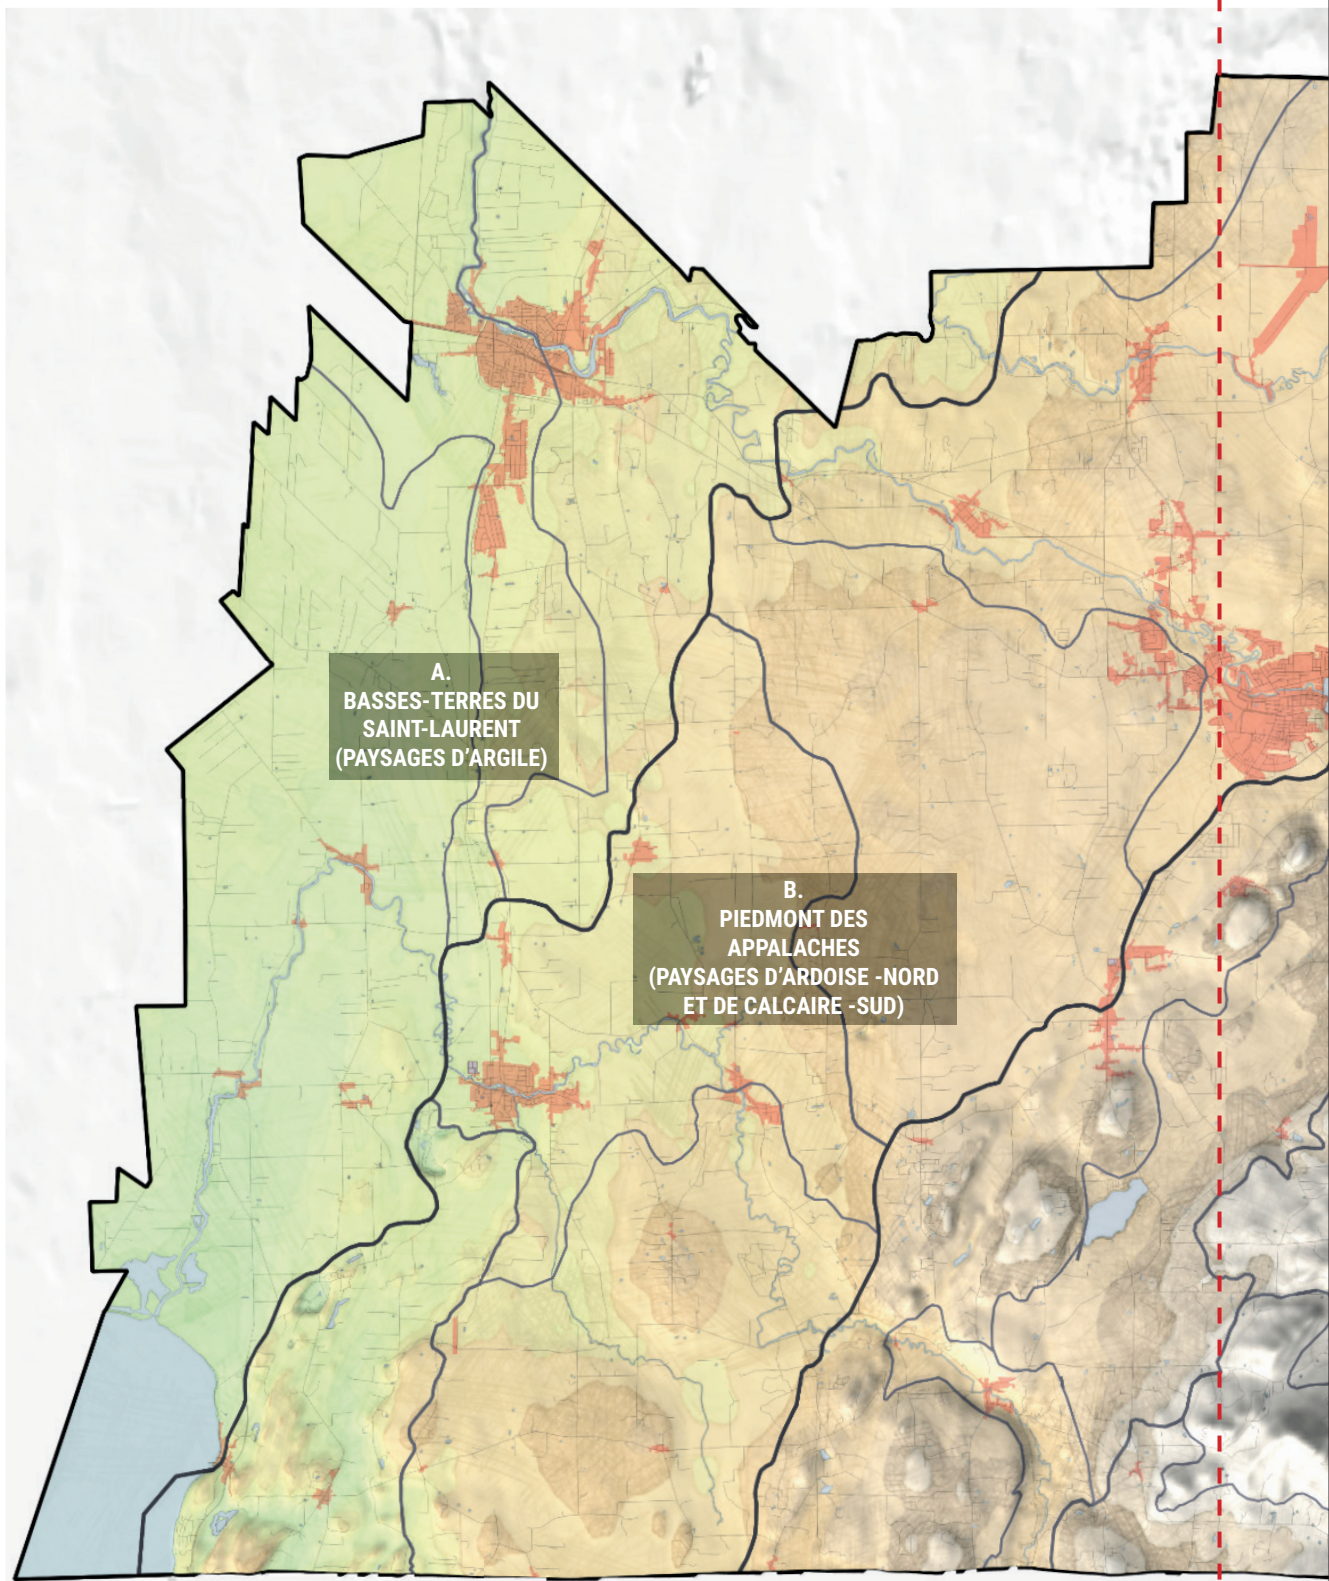 A.
BASSES-TERRES DU
SAINT-LAURENT
(PAYSAGES D'ARGILE)
B.
PIEDMONT DES
APPALACHES
(PAYSAGES D'ARDOISE -NORD
ET DE CALCAIRE -SUD)